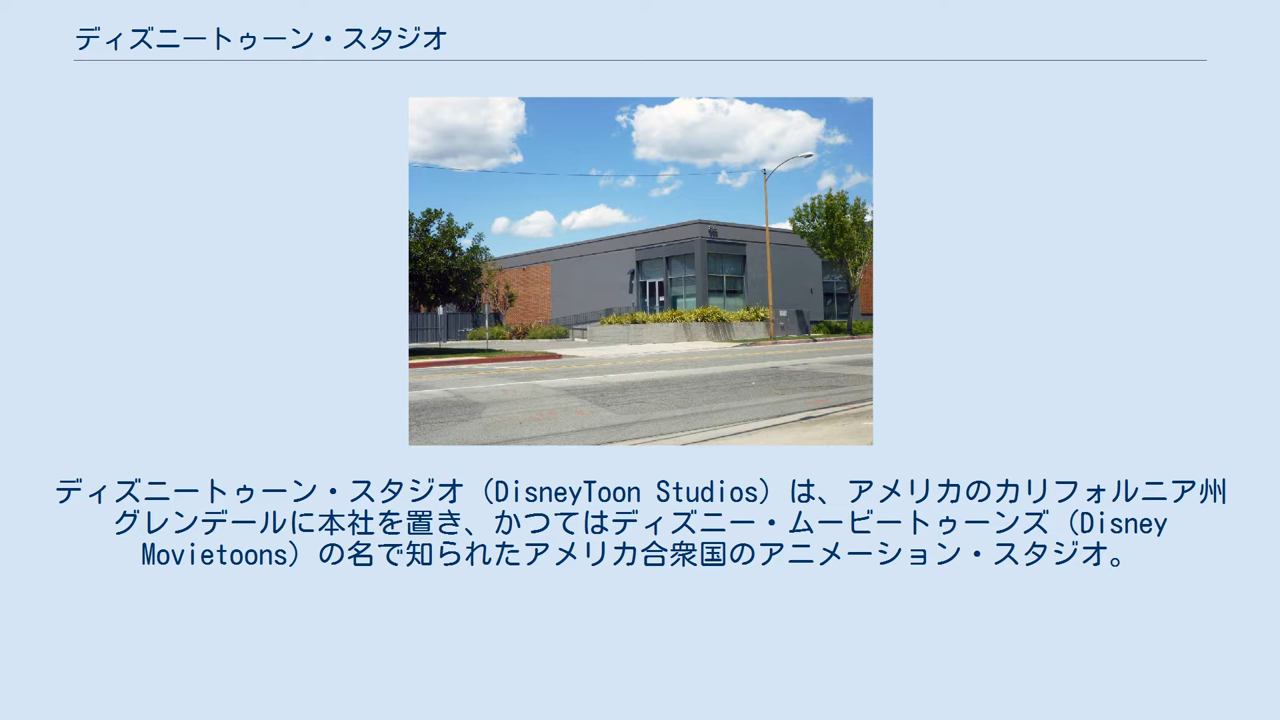 ディズニートゥーン・スタジオ
ディズニートゥーン・スタジオ（DisneyToon Studios）は、アメリカのカリフォルニア州
グレンデールに本社を置き、かつてはディズニー・ムービートゥーンズ（Disney
Movietoons）の名で知られたアメリカ合衆国のアニメーション・スタジオ。